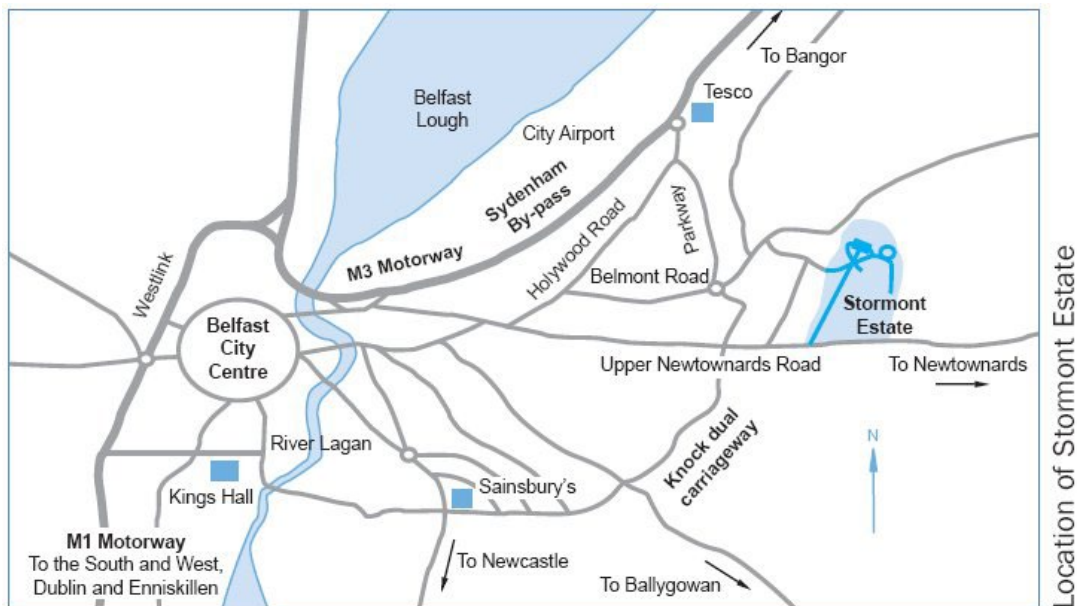 To Bangor
Tesco
Belfast
Lough
City Airport
Sydenham
By-pass
M3 Motorway
Holywood Road
Parkway
Westlink
Belmont Road
Belfast
City
Centre
Stormont
Estate
Upper Newtownards Road
To Newtownards
River Lagan
Knock dual
carriageway
N
Kings Hall
Sainsbury's
M1 Motorway
To the South and West,
Dublin and Enniskillen
To Newcastle
To Ballygowan
Location of Stormont Estate